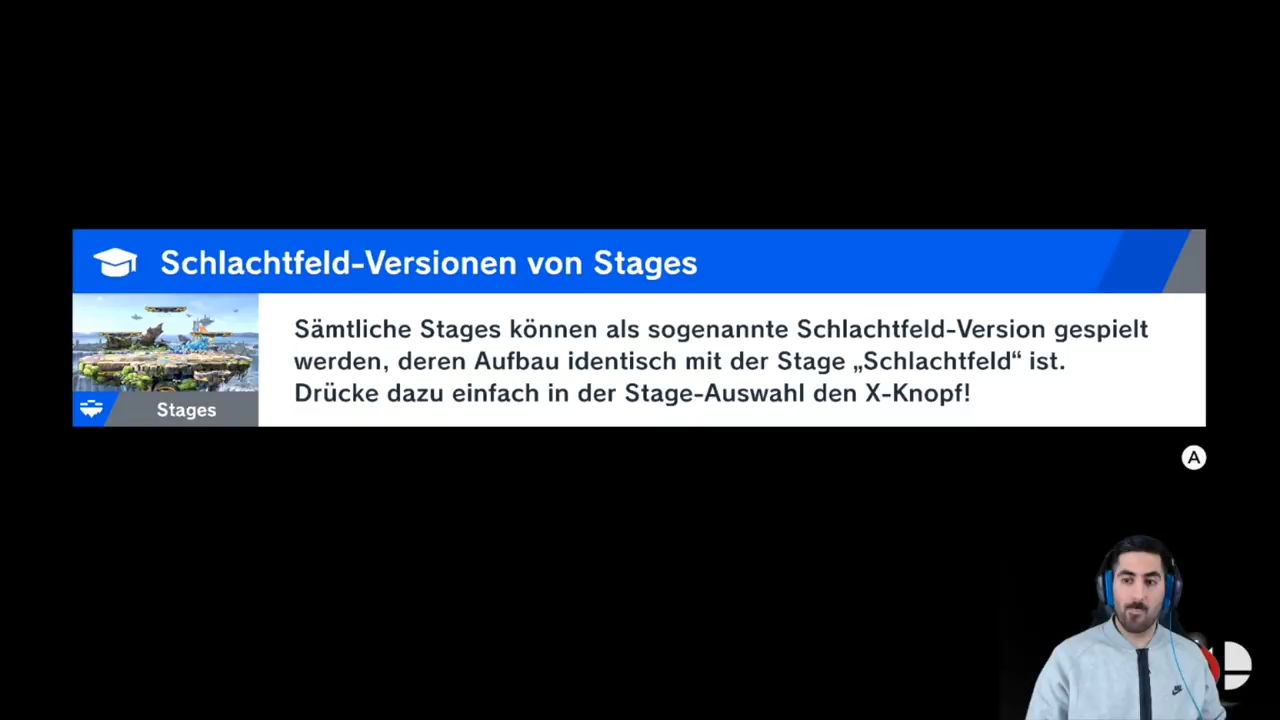 Schlachtfeld-Versionen von Stages
Sämtliche Stages können als sogenannte Schlachtfeld-Version gespielt
werden, deren Aufbau identisch mit der Stage „Schlachtfeld“ ist.
Drücke dazu einfach in der Stage-Auswahl den X-Knopf!
Stages
A